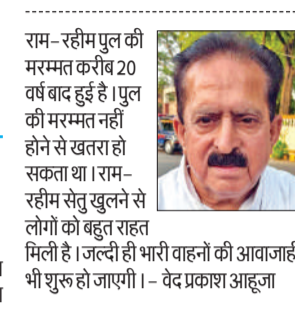 राम-रहीम पुल की
मरम्मत करीब 20
वर्ष बाद हुई है। पुल
की मरम्मत नहीं
होने से खतरा हो
सकता था। राम-
रहीम सेतु खुलने से
लोगों को बहुत राहत
मिली है। जल्दी ही भारी वाहनों की आवाजाही
भी शुरू हो जाएगी। - वेद प्रकाश आहूजा